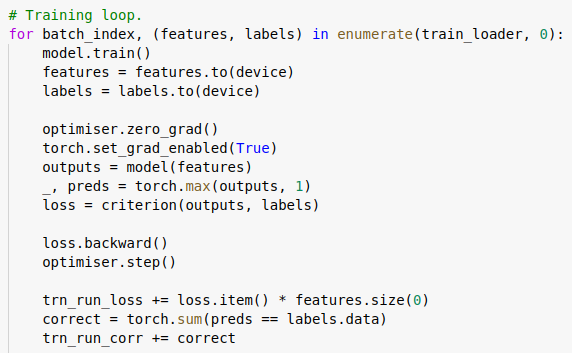 # Training loop.
for batch_index, (features, labels) in enumerate(train_loader, 0):
    model.train()
    features = features.to(device)
    labels = labels.to(device)

    optimiser.zero_grad()
    torch.set_grad_enabled(True)
    outputs = model(features)
    _, preds = torch.max(outputs, 1)
    loss = criterion(outputs, labels)

    loss.backward()
    optimiser.step()

    trn_run_loss += loss.item() * features.size(0)
    correct = torch.sum(preds == labels.data)
    trn_run_corr += correct